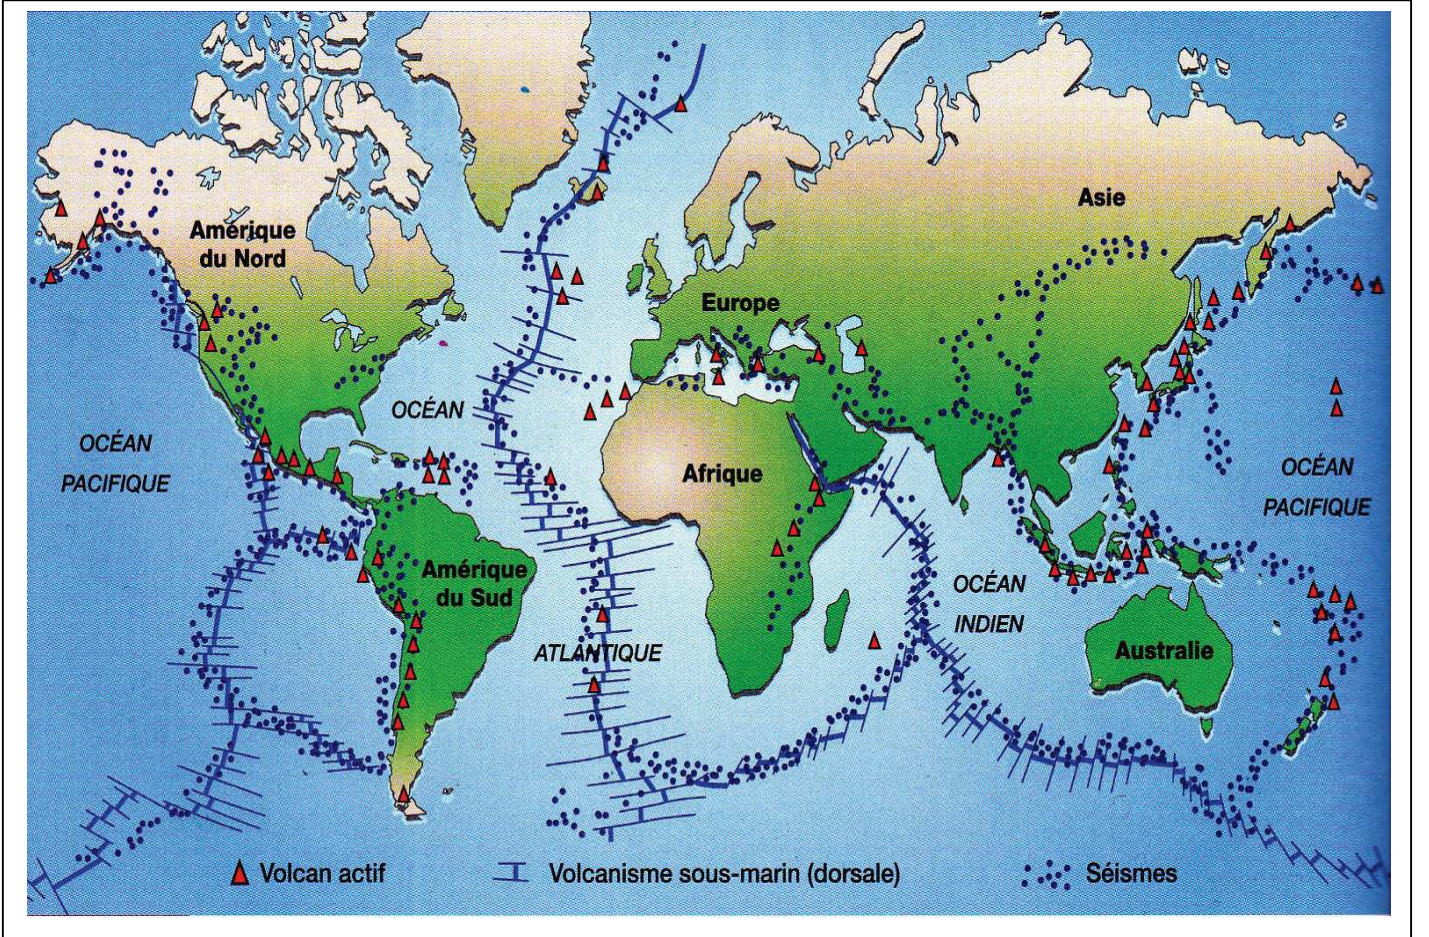 Asie
Amérique
du Nord
Europe
OCÉAN
OCÉAN
PACIFIQUE
Afrique
OCÉAN
PACIFIQUE
Amérique
du Sud
OCÉAN
INDIEN
ATLANTIQUE
Australie
Volcan actif
Volcanisme sous-marin (dorsale)
Séismes